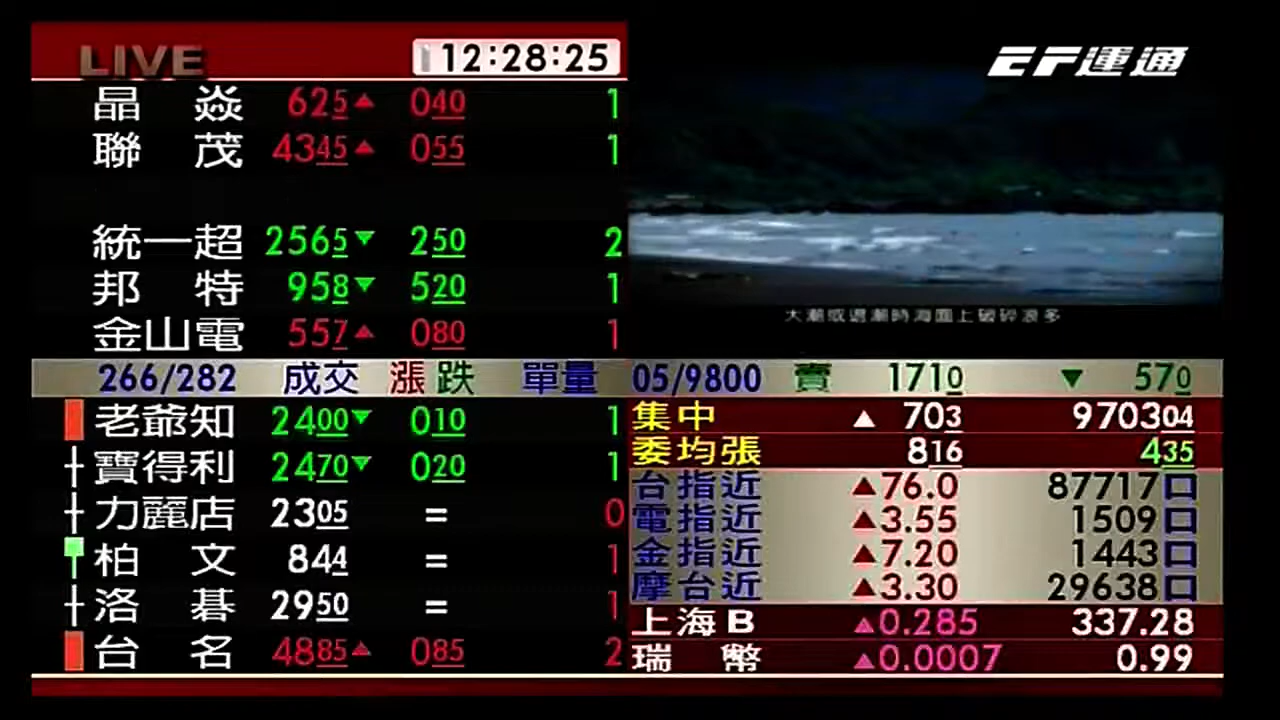 LIVE 12:28:25
EF運通
晶焱 625▲ 040 1
聯茂 4345▲ 055 1
統一超 2565▼ 250 2
邦特 958▼ 520 1
金山電 557▲ 080 1
大潮或退潮時海面上破碎浪多
266/282 成交 漲跌 單量
05/9800 賣 1710 ▼ 570
老爺知 2400▼ 010 1
寶得利 2470▼ 020 1
力麗店 2305 = 0
柏文 844 = 1
洛碁 2950 = 1
台名 4885▲ 085 2
集中 ▲ 703 970304
委均張 816 435
台指近 ▲76.0 87717口
電指近 ▲3.55 1509口
金指近 ▲7.20 1443口
摩台近 ▲3.30 29638口
上海B ▲0.285 337.28
瑞幣 ▲0.0007 0.99